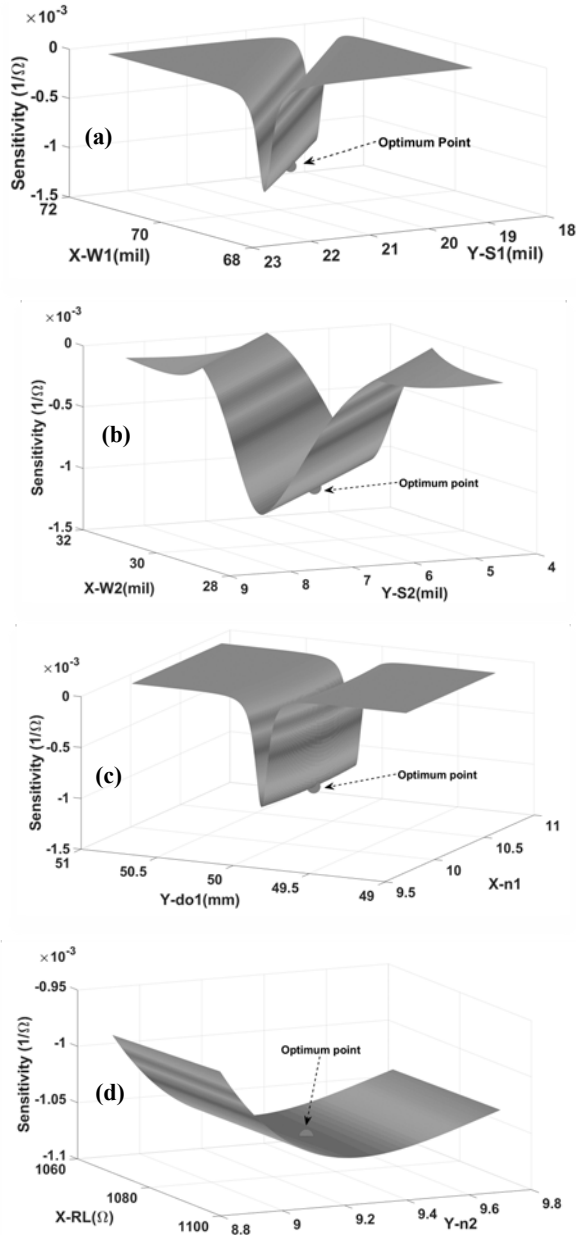 ×10⁻³
0
-0.5
-1
-1.5
Sensitivity (1/Ω)
(a)
Optimum Point
72
70
68
X-W1(mil)
23
22
21
20
19
18
Y-S1(mil)
×10⁻³
0
-0.5
-1
-1.5
Sensitivity (1/Ω)
(b)
Optimum point
32
30
28
X-W2(mil)
9
8
7
6
5
4
Y-S2(mil)
×10⁻³
0
-0.5
-1
-1.5
Sensitivity (1/Ω)
(c)
Optimum point
51
50.5
50
49.5
49
Y-do1(mm)
9.5
10
10.5
11
X-n1
×10⁻³
-0.95
-1
-1.05
-1.1
Sensitivity (1/Ω)
(d)
Optimum point
1060
1080
1100
X-RL(Ω)
8.8
9
9.2
9.4
9.6
9.8
Y-n2